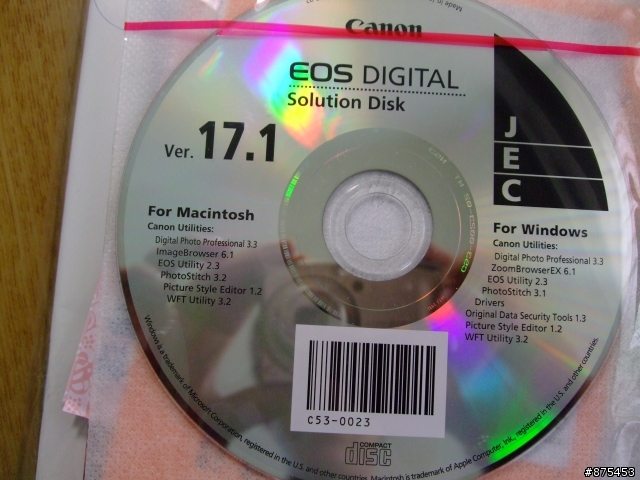 Canon
EOS DIGITAL
Solution Disk
Ver. 17.1
J
E
C
For Macintosh
Canon Utilities:
Digital Photo Professional 3.3
ImageBrowser 6.1
EOS Utility 2.3
PhotoStitch 3.2
Picture Style Editor 1.2
WFT Utility 3.2
For Windows
Canon Utilities:
Digital Photo Professional 3.3
ZoomBrowserEX 6.1
EOS Utility 2.3
PhotoStitch 3.1
Drivers
Original Data Security Tools 1.3
Picture Style Editor 1.2
WFT Utility 3.2
C53-0023
COMPACT
disc
Windows is a trademark of Microsoft Corporation, registered in the U.S. and other countries. Macintosh is a trademark of Apple Computer, Inc., registered in the U.S. and other countries.
#875453